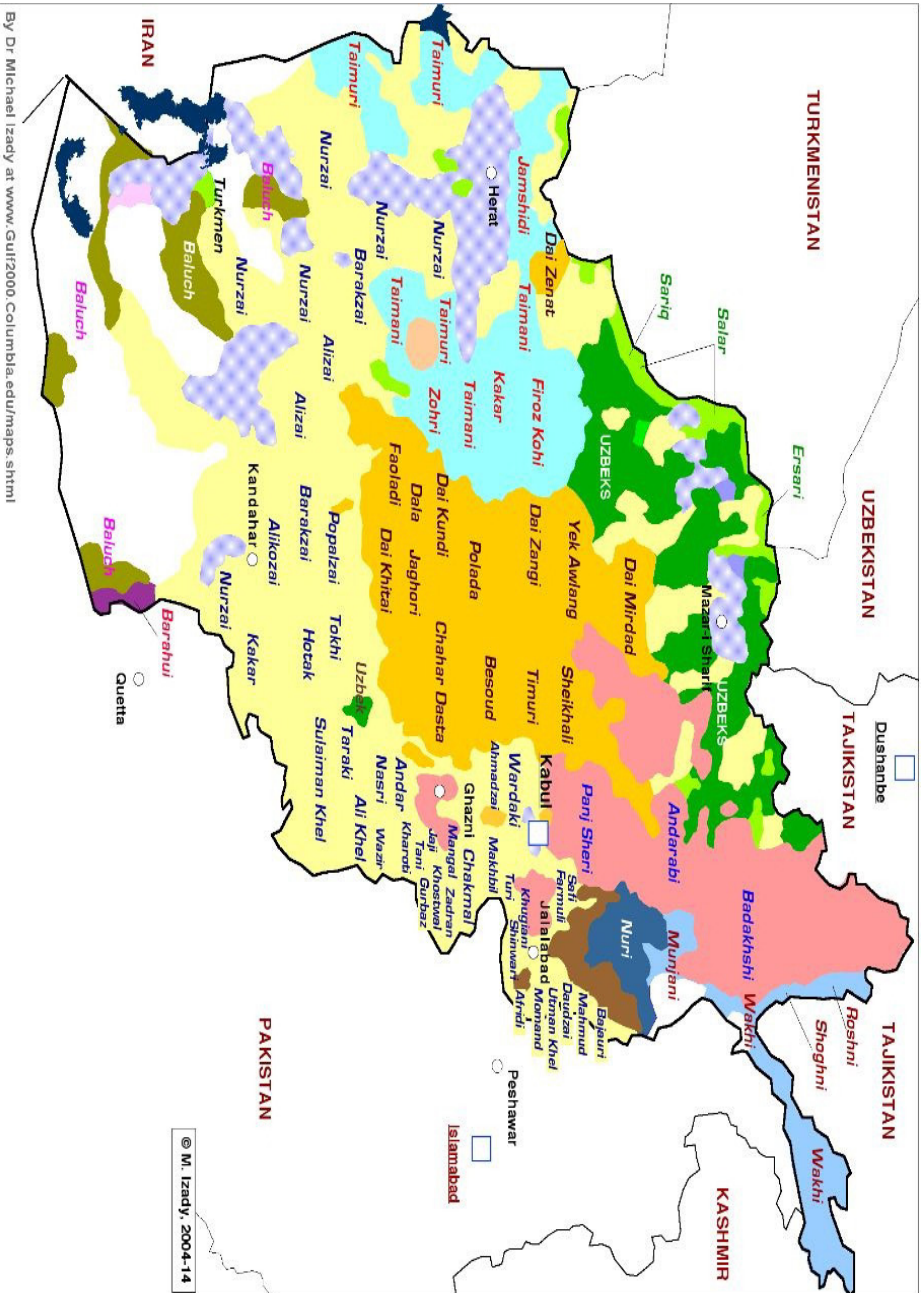 TURKMENISTAN
UZBEKISTAN
TAJIKISTAN
Dushanbe
TAJIKISTAN
KASHMIR
PAKISTAN
IRAN
Sariq
Salar
Ersari
Roshni
Shoghni
Wakhi
Wakhi
Badakhshi
Munjani
Andarabi
Panj Sheri
Nuri
UZBEKS
UZBEKS
Mazar-i Sharif
Dai Mirdad
Yek Awlang
Sheikhali
Dai Zangi
Timuri
Polada
Besoud
Dai Kundi
Dala
Jaghori
Chahar Dasta
Faoladi
Dai Khitai
Dai Zenat
Jamshidi
Taimani
Firoz Kohi
Kakar
Taimani
Taimuri
Zohri
Taimani
Taimuri
Taimuri
Herat
Nurzai
Nurzai
Nurzai
Barakzai
Baluch
Turkmen
Nurzai
Nurzai
Baluch
Baluch
Alizai
Alizai
Kandahar
Barakzai
Alikozai
Popalzai
Nurzai
Tokhi
Hotak
Kakar
Uzbek
Taraki
Sulaiman Khel
Baluch
Barahui
Quetta
Kabul
Wardaki
Ahmadzai
Ghazni
Andar
Nasri
Ali Khel
Wazir
Kharoti
Chakmal
Makhbil
Mangal
Zadran
Jaji
Khostwal
Tani
Gurbaz
Turi
Khugiani
Shinwari
Jalalabad
Safi
Farmuli
Bajauri
Mahmud
Daudzai
Utman Khel
Momand
Afridi
Peshawar
Islamabad
© M. Izady, 2004-14
By Dr Michael Izady at www.Gulf2000.Columbia.edu/maps.shtml